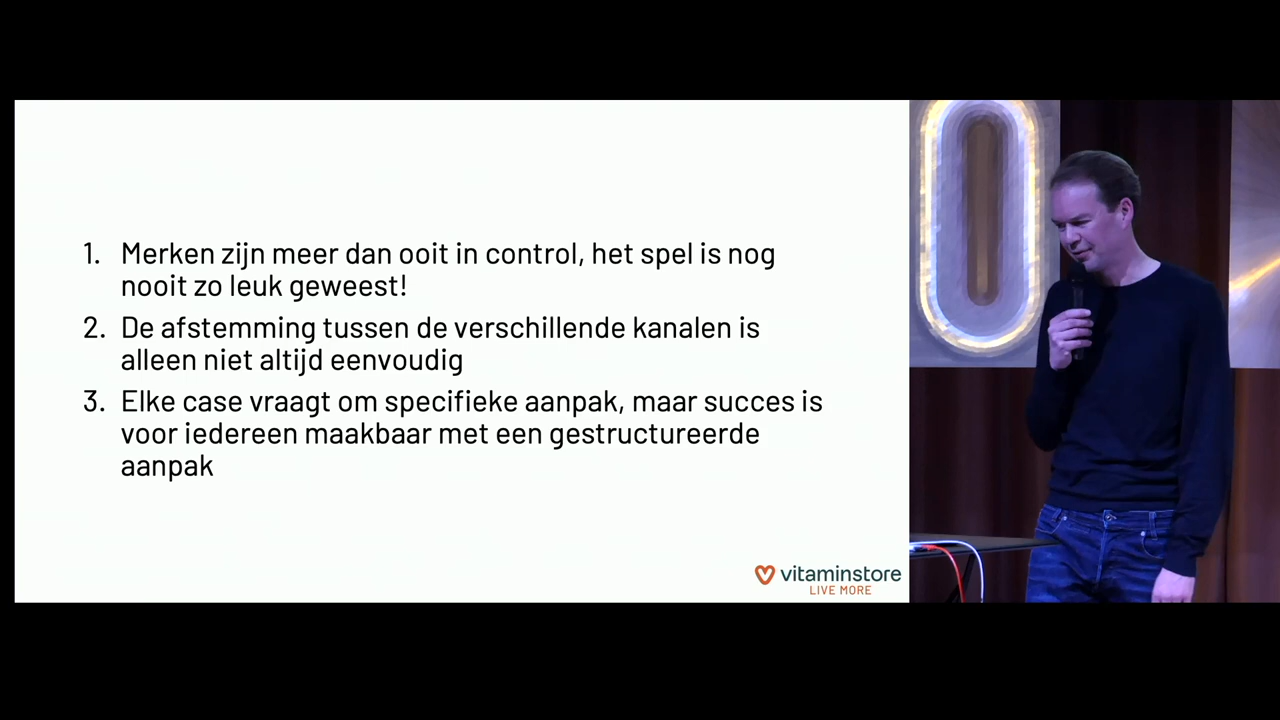 1. Merken zijn meer dan ooit in control, het spel is nog
nooit zo leuk geweest!
2. De afstemming tussen de verschillende kanalen is
alleen niet altijd eenvoudig
3. Elke case vraagt om specifieke aanpak, maar succes is
voor iedereen maakbaar met een gestructureerde
aanpak
vitaminstore
LIVE MORE